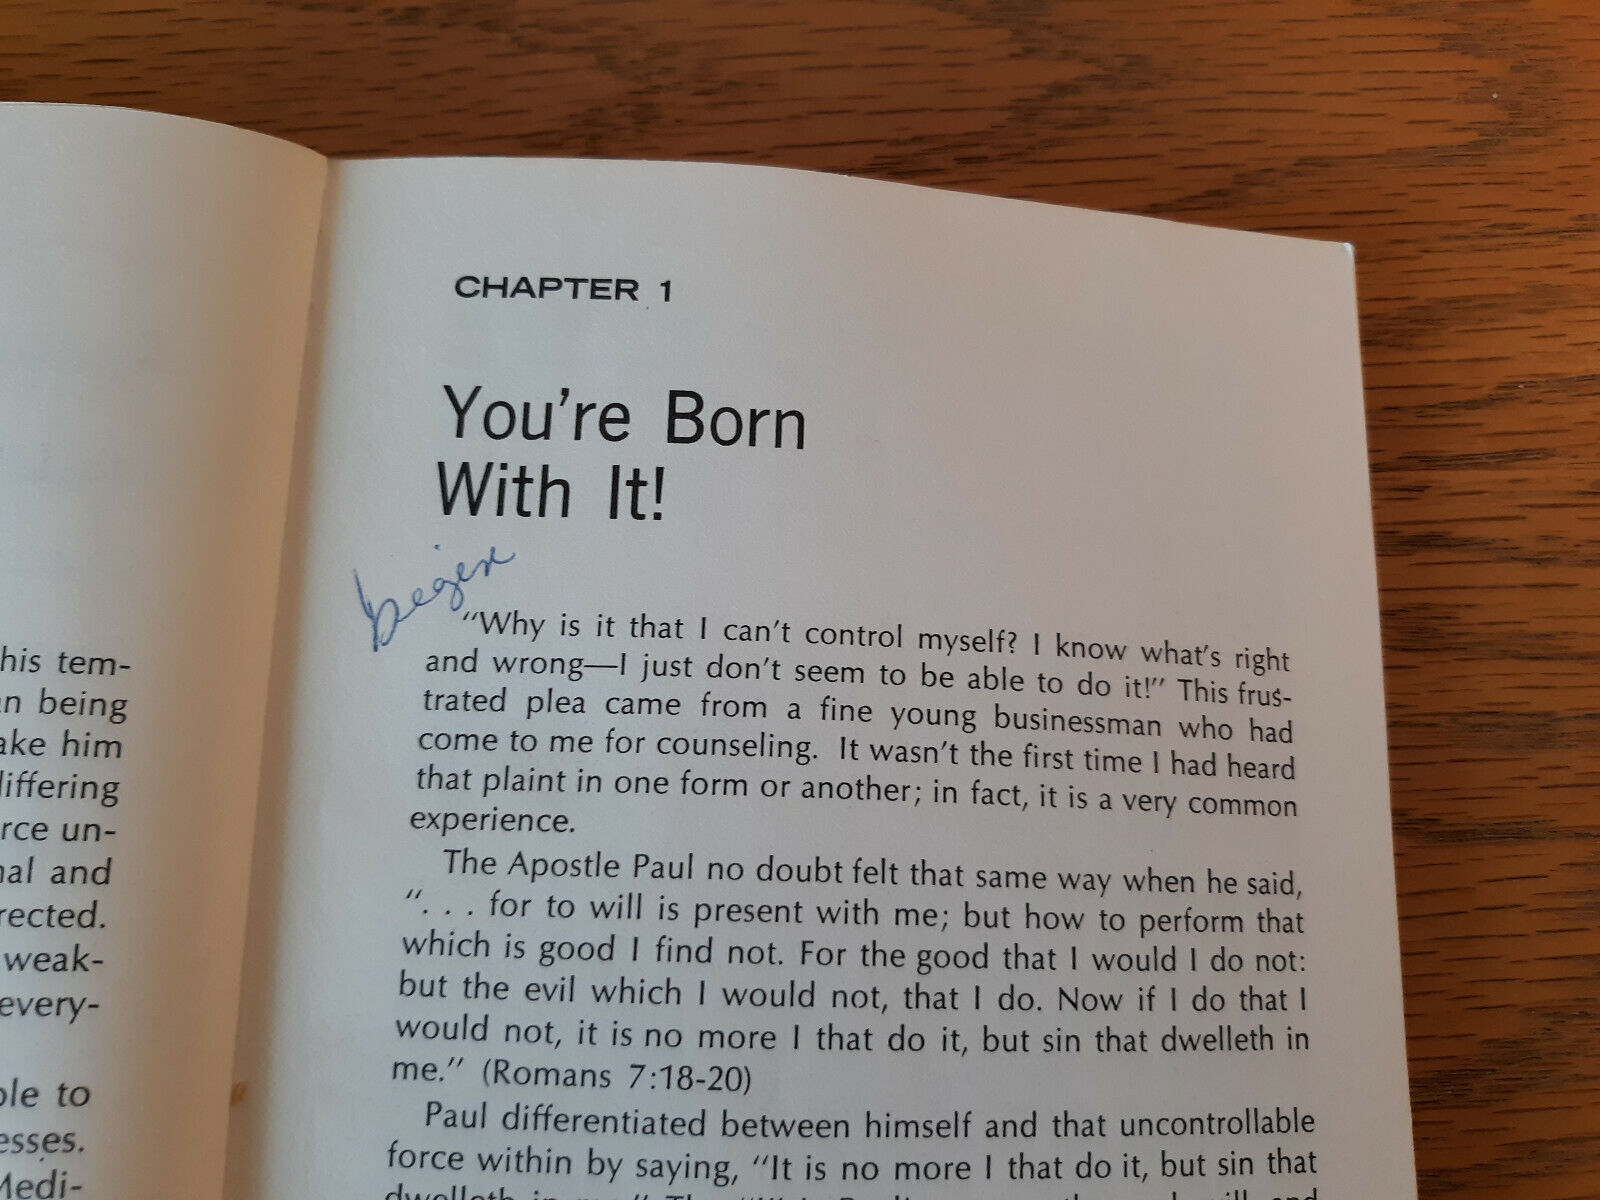 his tem-
n being
ake him
iffering
rce un-
nal and
rected.
weak-
every-
ble to
esses.
Medi-
CHAPTER 1
You're Born
With It!
begin
"Why is it that I can't control myself? I know what's right
and wrong—I just don't seem to be able to do it!" This frus-
trated plea came from a fine young businessman who had
come to me for counseling. It wasn't the first time I had heard
that plaint in one form or another; in fact, it is a very common
experience.
The Apostle Paul no doubt felt that same way when he said,
". . . for to will is present with me; but how to perform that
which is good I find not. For the good that I would I do not:
but the evil which I would not, that I do. Now if I do that I
would not, it is no more I that do it, but sin that dwelleth in
me." (Romans 7:18-20)
Paul differentiated between himself and that uncontrollable
force within by saying, "It is no more I that do it, but sin that
dwelleth in me."